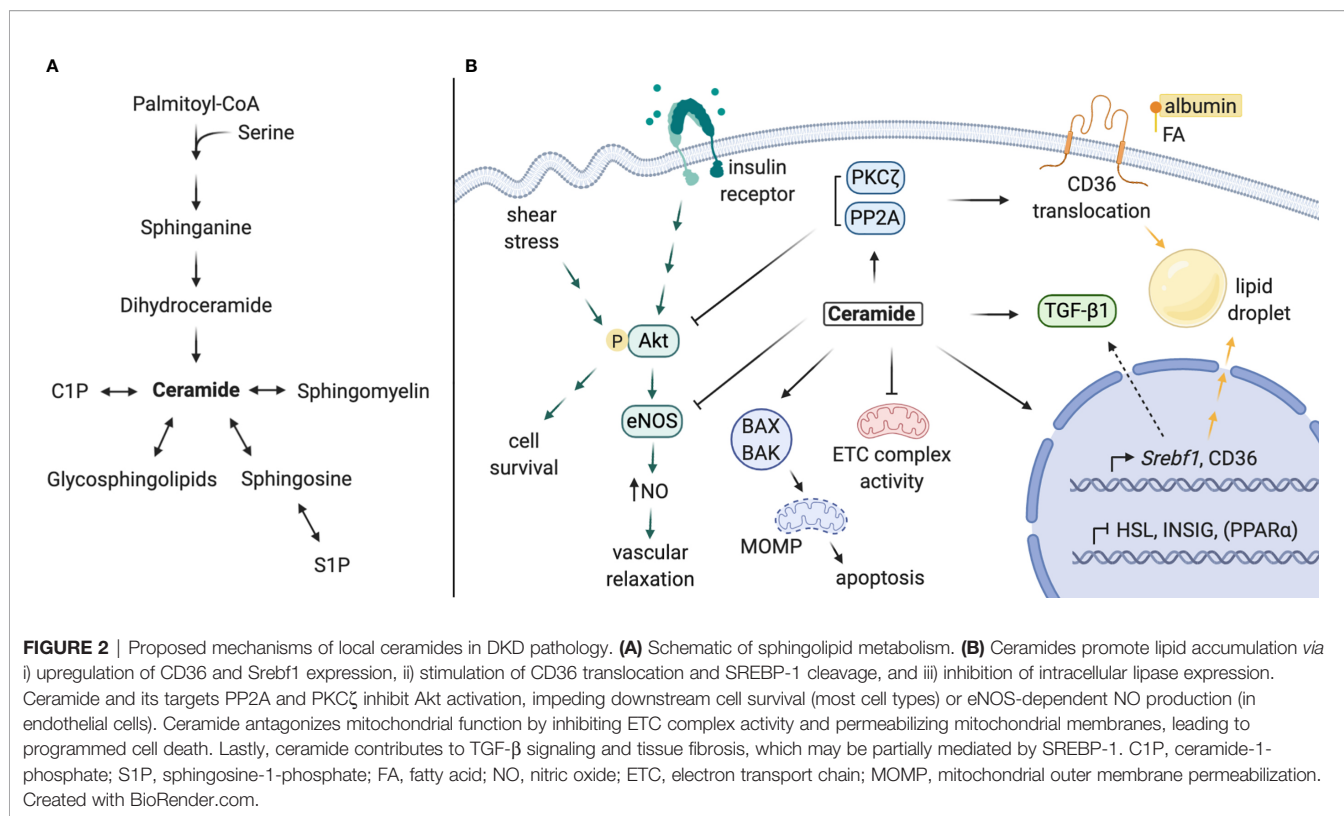 A
Palmitoyl-CoA
Serine
Sphinganine
Dihydroceramide
C1P
Ceramide
Sphingomyelin
Glycosphingolipids
Sphingosine
S1P
B
insulin
receptor
shear
stress
P
Akt
eNOS
cell
survival
NO
vascular
relaxation
PKCζ
PP2A
Ceramide
BAX
BAK
MOMP
apoptosis
ETC complex
activity
albumin
FA
CD36
translocation
TGF-β1
lipid
droplet
Srebf1, CD36
HSL, INSIG, (PPARα)
FIGURE 2 | Proposed mechanisms of local ceramides in DKD pathology. (A) Schematic of sphingolipid metabolism. (B) Ceramides promote lipid accumulation via
i) upregulation of CD36 and Srebf1 expression, ii) stimulation of CD36 translocation and SREBP-1 cleavage, and iii) inhibition of intracellular lipase expression.
Ceramide and its targets PP2A and PKCζ inhibit Akt activation, impeding downstream cell survival (most cell types) or eNOS-dependent NO production (in
endothelial cells). Ceramide antagonizes mitochondrial function by inhibiting ETC complex activity and permeabilizing mitochondrial membranes, leading to
programmed cell death. Lastly, ceramide contributes to TGF-β signaling and tissue fibrosis, which may be partially mediated by SREBP-1. C1P, ceramide-1-
phosphate; S1P, sphingosine-1-phosphate; FA, fatty acid; NO, nitric oxide; ETC, electron transport chain; MOMP, mitochondrial outer membrane permeabilization.
Created with BioRender.com.